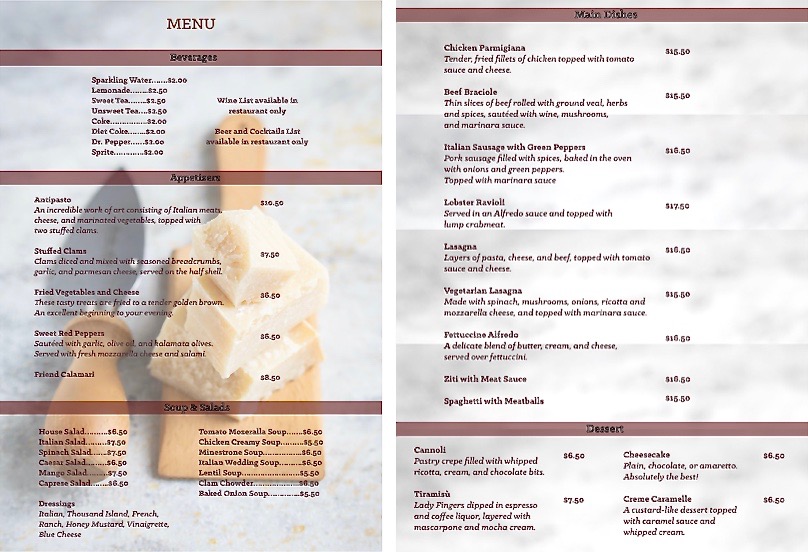 MENU
Beverages
Sparkling Water.......$2.00
Lemonade.......$2.50
Sweet Tea.......$2.50
Unsweet Tea.....$2.50
Coke................$2.00
Diet Coke.........$2.00
Dr. Pepper.......$2.00
Sprite...............$2.00
Wine List available in
restaurant only
Beer and Cocktails List
available in restaurant only
Appetisers
Antipasto $10.50
An incredible work of art consisting of Italian meats,
cheese, and marinated vegetables, topped with
two stuffed clams.
Stuffed Clams $7.50
Clams diced and mixed with seasoned breadcrumbs,
garlic, and parmesan cheese, served on the half shell.
Fried Vegetables and Cheese $6.50
These tasty treats are fried to a tender golden brown.
An excellent beginning to your evening.
Sweet Red Peppers $6.50
Sautéed with garlic, olive oil, and kalamata olives.
Served with fresh mozzarella cheese and salami.
Friend Calamari $8.50
Soup & Salads
House Salad.........$6.50
Italian Salad........$7.50
Spinach Salad......$7.50
Caesar Salad........$6.50
Mango Salad........$7.50
Caprese Salad......$6.50
Dressings
Italian, Thousand Island, French,
Ranch, Honey Mustard, Vinaigrette,
Blue Cheese
Tomato Mozeralla Soup.......$6.50
Chicken Creamy Soup.........$5.50
Minestrone Soup................$6.50
Italian Wedding Soup.........$6.50
Lentil Soup.......................$5.50
Clam Chowder..................$6.50
Baked Onion Soup.............$5.50
Main Dishes
Chicken Parmigiana $15.50
Tender, fried fillets of chicken topped with tomato
sauce and cheese.
Beef Braciole $15.50
Thin slices of beef rolled with ground veal, herbs
and spices, sautéed with wine, mushrooms,
and marinara sauce.
Italian Sausage with Green Peppers $16.50
Pork sausage filled with spices, baked in the oven
with onions and green peppers.
Topped with marinara sauce
Lobster Ravioli $17.50
Served in an Alfredo sauce and topped with
lump crabmeat.
Lasagna $16.50
Layers of pasta, cheese, and beef, topped with tomato
sauce and cheese.
Vegetarian Lasagna $15.50
Made with spinach, mushrooms, onions, ricotta and
mozzarella cheese, and topped with marinara sauce.
Fettuccine Alfredo $16.50
A delicate blend of butter, cream, and cheese,
served over fettuccini.
Ziti with Meat Sauce $16.50
Spaghetti with Meatballs $15.50
Dessert
Cannoli $6.50
Pastry crepe filled with whipped
ricotta, cream, and chocolate bits.
Tiramisù $7.50
Lady Fingers dipped in espresso
and coffee liquor, layered with
mascarpone and mocha cream.
Cheesecake $6.50
Plain, chocolate, or amaretto.
Absolutely the best!
Creme Caramelle $6.50
A custard-like dessert topped
with caramel sauce and
whipped cream.